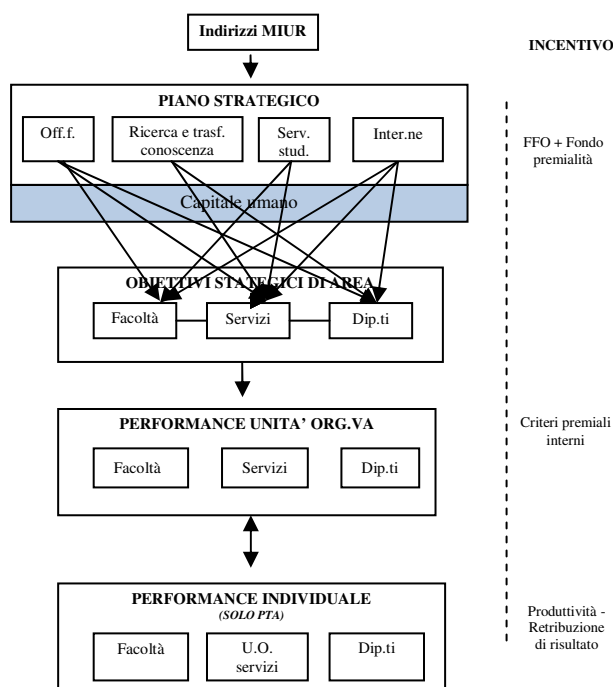 Indirizzi MIUR
INCENTIVO
PIANO STRATEGICO
Off.f.
Ricerca e trasf.
conoscenza
Serv.
stud.
Inter.ne
FFO + Fondo
premialità
Capitale umano
OBIETTIVI STATEGICI DI AREA
Facoltà
Servizi
Dip.ti
PERFORMANCE UNITA’ ORG.VA
Facoltà
Servizi
Dip.ti
Criteri premiali
interni
PERFORMANCE INDIVIDUALE
(SOLO PTA)
Facoltà
U.O.
servizi
Dip.ti
Produttività -
Retribuzione
di risultato